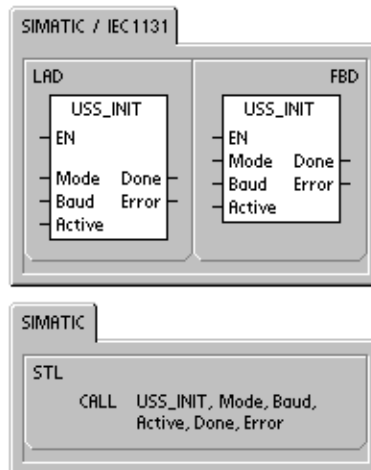 SIMATIC / IEC1131
LAD
FBD
USS_INIT
EN
Mode Done
Baud Error
Active
USS_INIT
EN
Mode Done
Baud Error
Active
SIMATIC
STL
CALL USS_INIT, Mode, Baud,
Active, Done, Error